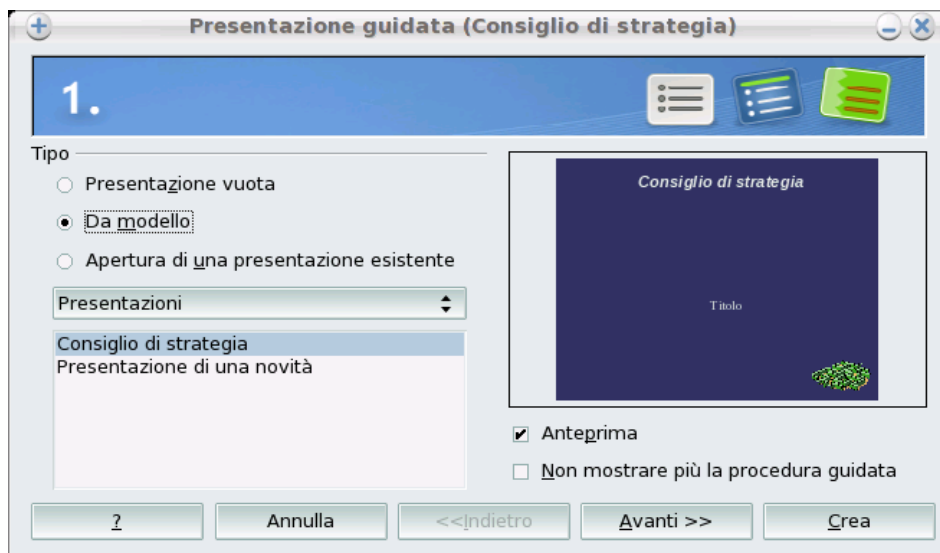 Presentazione guidata (Consiglio di strategia)
1.
Tipo
Presentazione vuota
Da modello
Apertura di una presentazione esistente
Presentazioni
Consiglio di strategia
Presentazione di una novità
Consiglio di strategia
Titolo
Anteprima
Non mostrare più la procedura guidata
?
Annulla
<<Indietro
Avanti >>
Crea